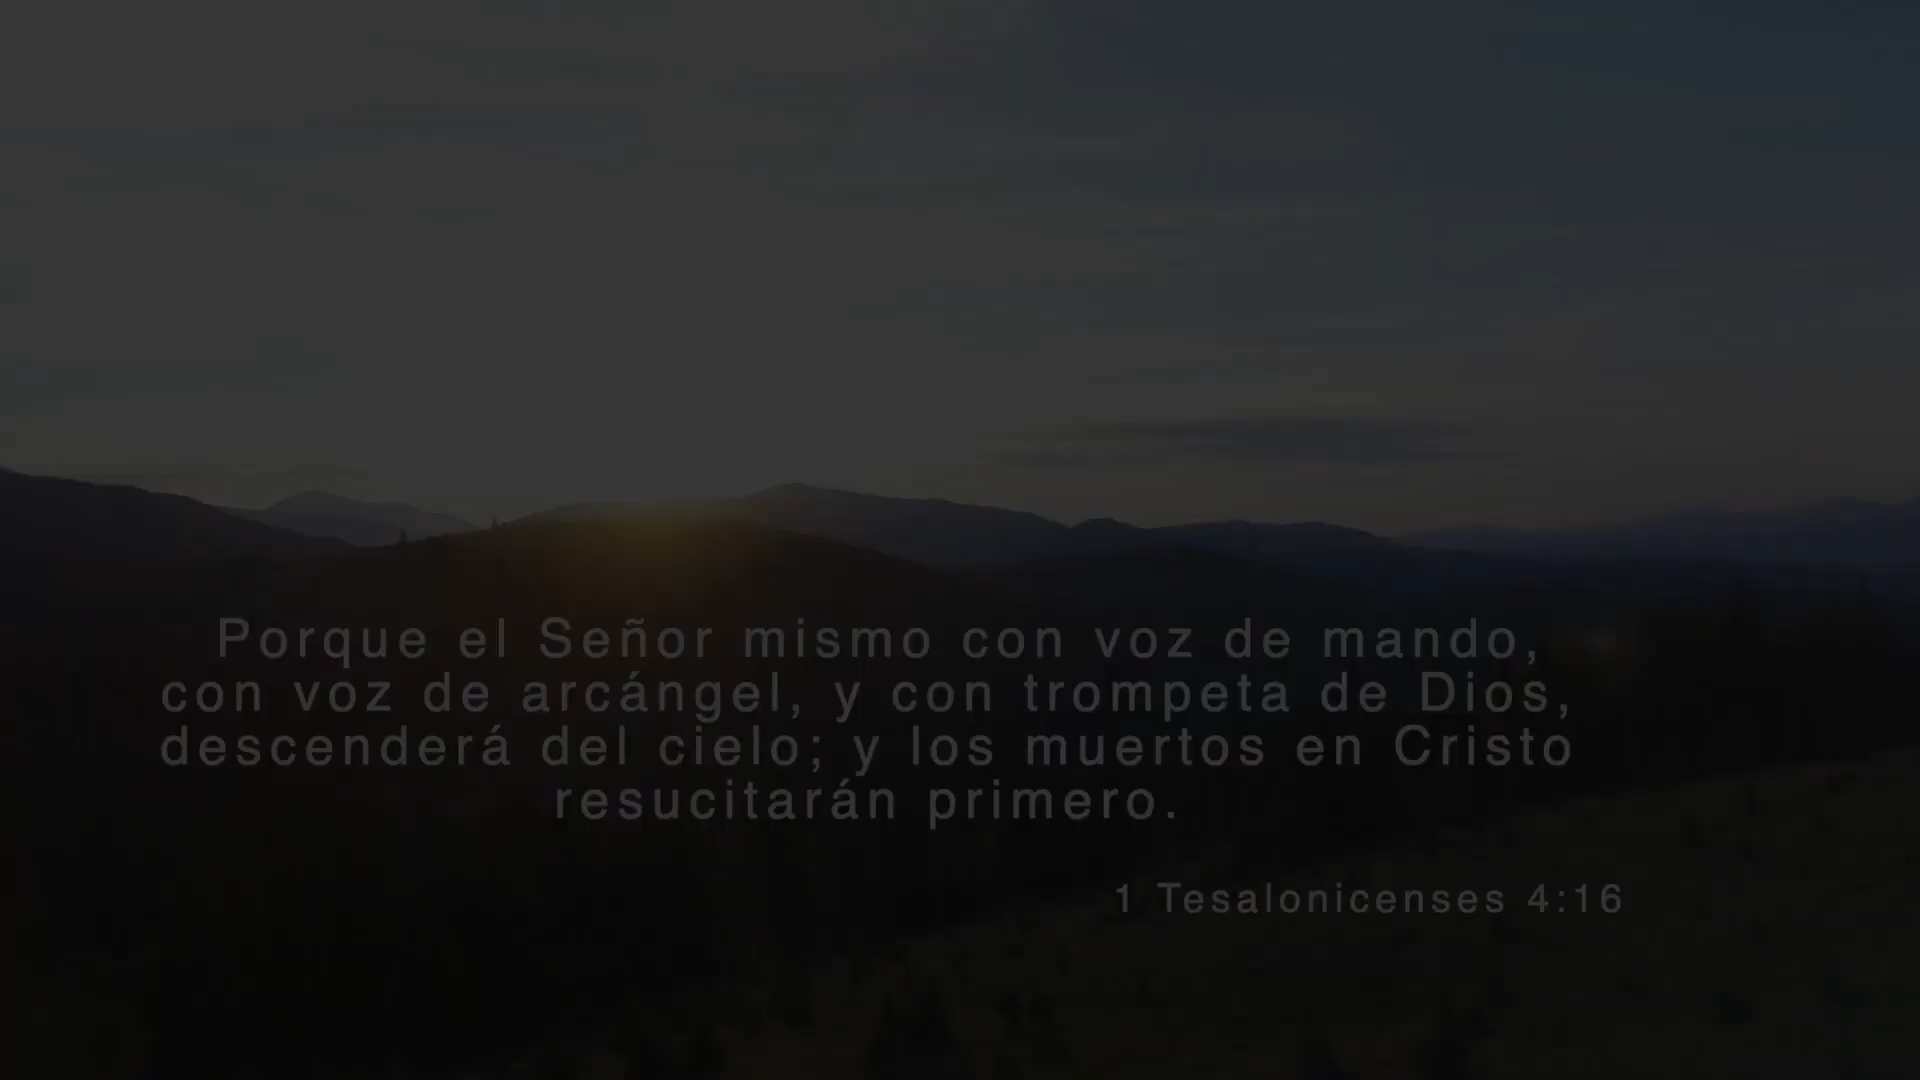 Porque el Señor mismo con voz de mando,
con voz de arcángel, y con trompeta de Dios,
descenderá del cielo; y los muertos en Cristo
resucitarán primero.
1 Tesalonicenses 4:16